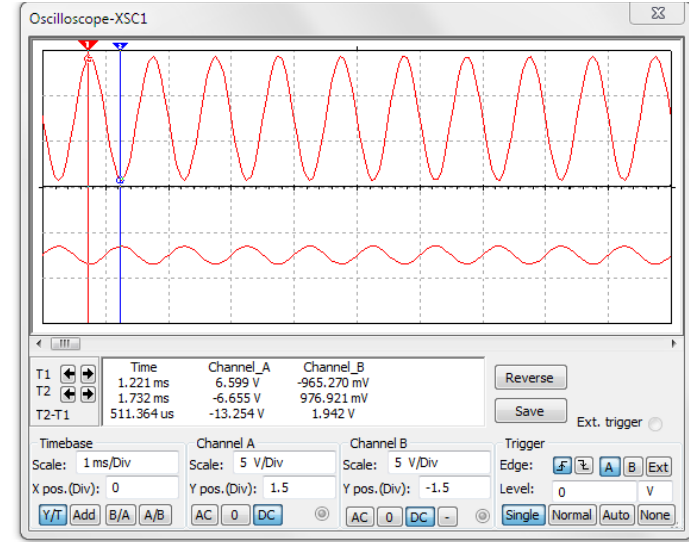 Oscilloscope-XSC1
1 2
Time Channel_A Channel_B
T1 1.221 ms 6.599 V -965.270 mV
T2 1.732 ms -6.655 V 976.921 mV
T2-T1 511.364 us -13.254 V 1.942 V
Reverse
Save
Ext. trigger
Timebase
Scale: 1 ms/Div
X pos.(Div): 0
Y/T Add B/A A/B
Channel A
Scale: 5 V/Div
Y pos.(Div): 1.5
AC 0 DC
Channel B
Scale: 5 V/Div
Y pos.(Div): -1.5
AC 0 DC -
Trigger
Edge: A B Ext
Level: 0 V
Single Normal Auto None